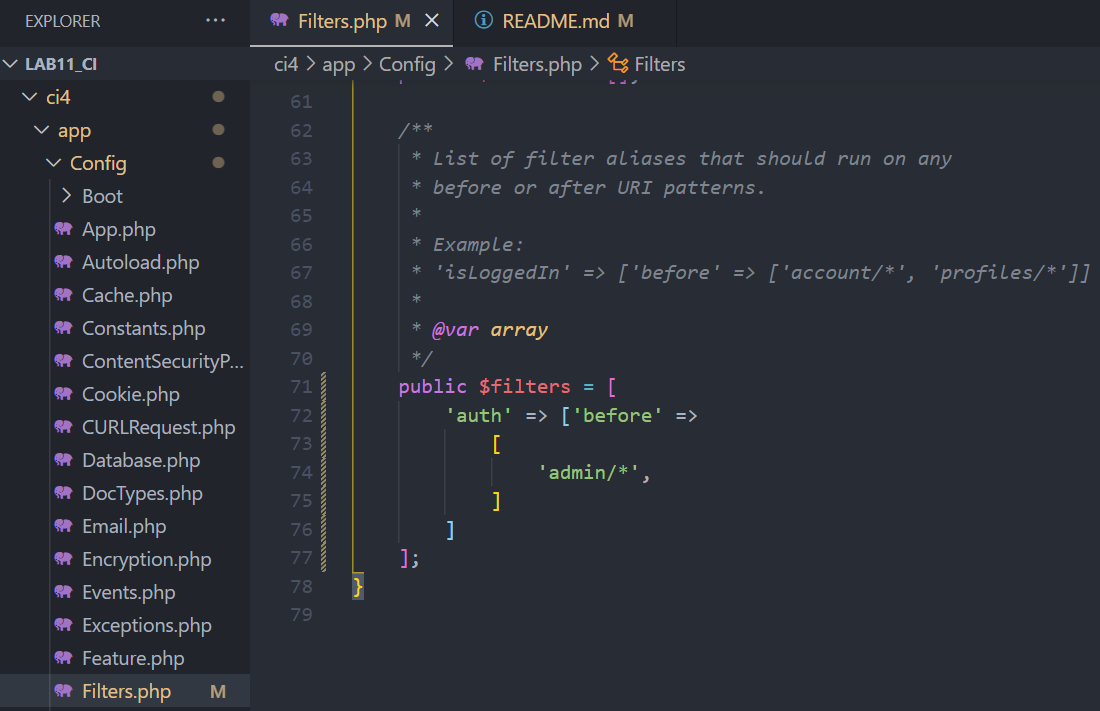 EXPLORER ...
Filters.php M
README.md M
LAB11_CI
ci4 > app > Config > Filters.php > Filters
ci4
app
Config
Boot
App.php
Autoload.php
Cache.php
Constants.php
ContentSecurityP...
Cookie.php
CURLRequest.php
Database.php
DocTypes.php
Email.php
Encryption.php
Events.php
Exceptions.php
Feature.php
Filters.php M
61
62 /**
63 * List of filter aliases that should run on any
64 * before or after URI patterns.
65 *
66 * Example:
67 * 'isLoggedIn' => ['before' => ['account/*', 'profiles/*']]
68 *
69 * @var array
70 */
71 public $filters = [
72 'auth' => ['before' =>
73 [
74 'admin/*',
75 ]
76 ]
77 ];
78 }
79